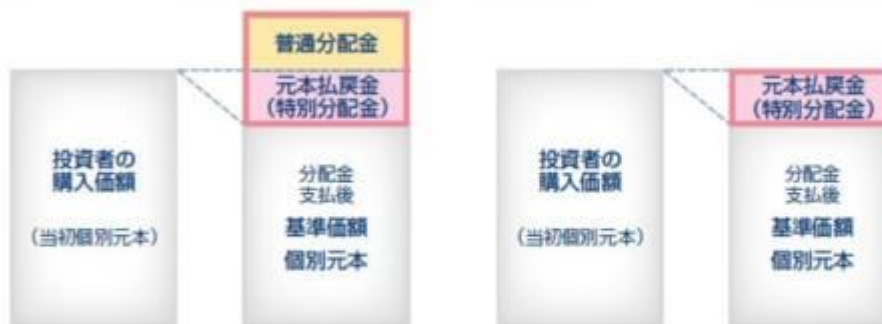 普通分配金
元本払戻金
(特別分配金)
投資者の
購入価額
(当初個別元本)
分配金
支払後
基準価額
個別元本
元本払戻金
(特別分配金)
投資者の
購入価額
(当初個別元本)
分配金
支払後
基準価額
個別元本